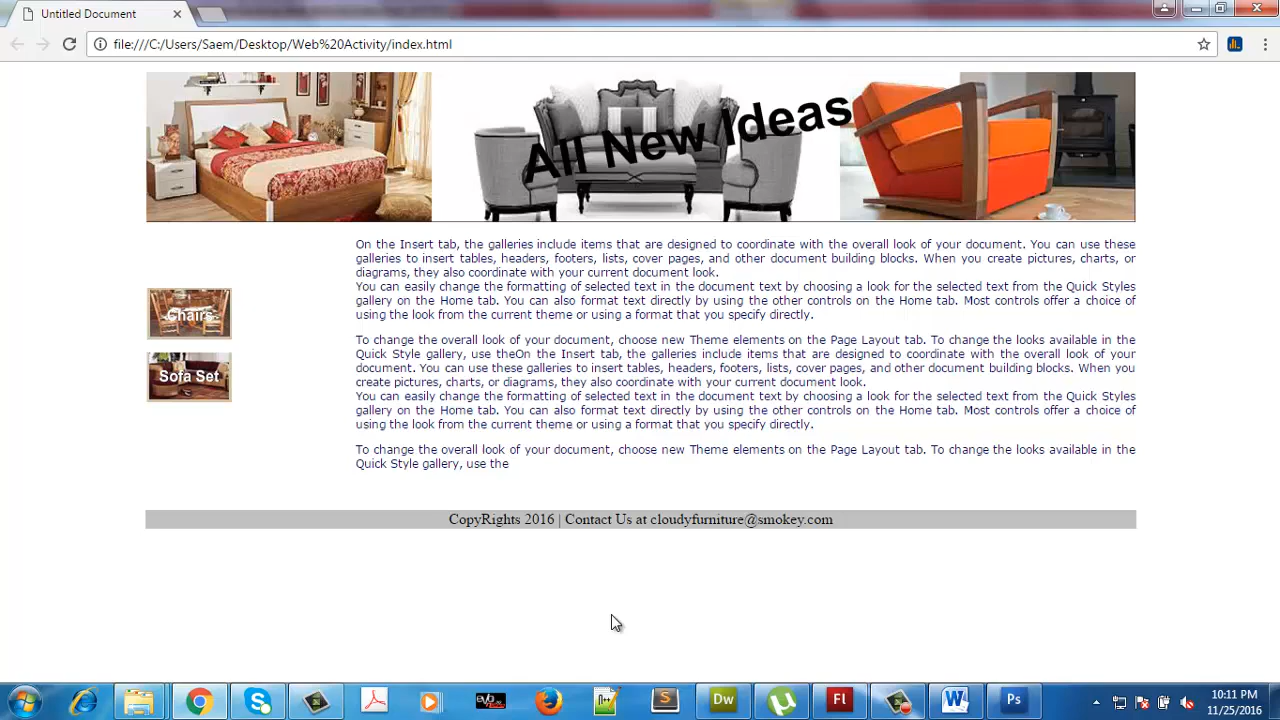 Untitled Document
file:///C:/Users/Saem/Desktop/Web%20Activity/index.html
All New Ideas
On the Insert tab, the galleries include items that are designed to coordinate with the overall look of your document. You can use these
galleries to insert tables, headers, footers, lists, cover pages, and other document building blocks. When you create pictures, charts, or
diagrams, they also coordinate with your current document look.
You can easily change the formatting of selected text in the document text by choosing a look for the selected text from the Quick Styles
gallery on the Home tab. You can also format text directly by using the other controls on the Home tab. Most controls offer a choice of
using the look from the current theme or using a format that you specify directly.
Chairs
Sofa Set
To change the overall look of your document, choose new Theme elements on the Page Layout tab. To change the looks available in the
Quick Style gallery, use theOn the Insert tab, the galleries include items that are designed to coordinate with the overall look of your
document. You can use these galleries to insert tables, headers, footers, lists, cover pages, and other document building blocks. When you
create pictures, charts, or diagrams, they also coordinate with your current document look.
You can easily change the formatting of selected text in the document text by choosing a look for the selected text from the Quick Styles
gallery on the Home tab. You can also format text directly by using the other controls on the Home tab. Most controls offer a choice of
using the look from the current theme or using a format that you specify directly.
To change the overall look of your document, choose new Theme elements on the Page Layout tab. To change the looks available in the
Quick Style gallery, use the
CopyRights 2016 | Contact Us at cloudyfurniture@smokey.com
Dw
Fl
Ps
10:11 PM
11/25/2016